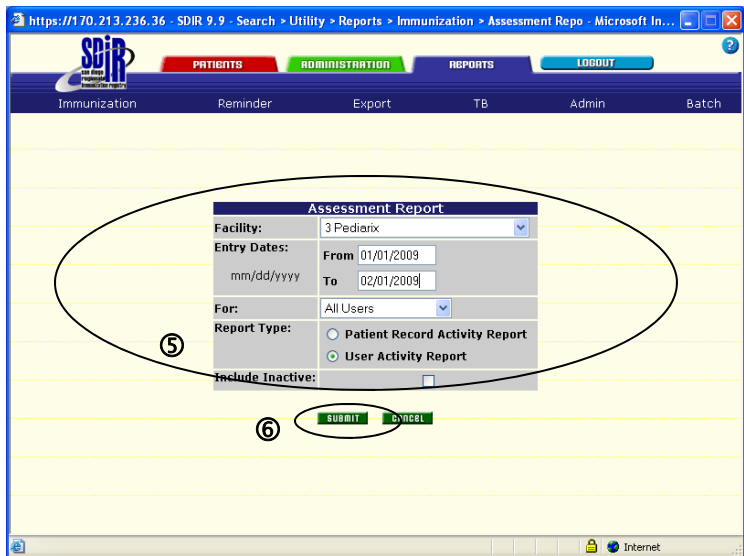 https://170.213.236.36 - SDIR 9.9 - Search > Utility > Reports > Immunization > Assessment Repo - Microsoft In...
SDiR
san diego
regional
immunization registry
PATIENTS ADMINISTRATION REPORTS LOGOUT ?
Immunization Reminder Export TB Admin Batch
Assessment Report
Facility: 3 Pediarix
Entry Dates: From 01/01/2009
mm/dd/yyyy To 02/01/2009
For: All Users
Report Type: Patient Record Activity Report
⑤ User Activity Report
Include Inactive:
⑥ SUBMIT CANCEL
Internet